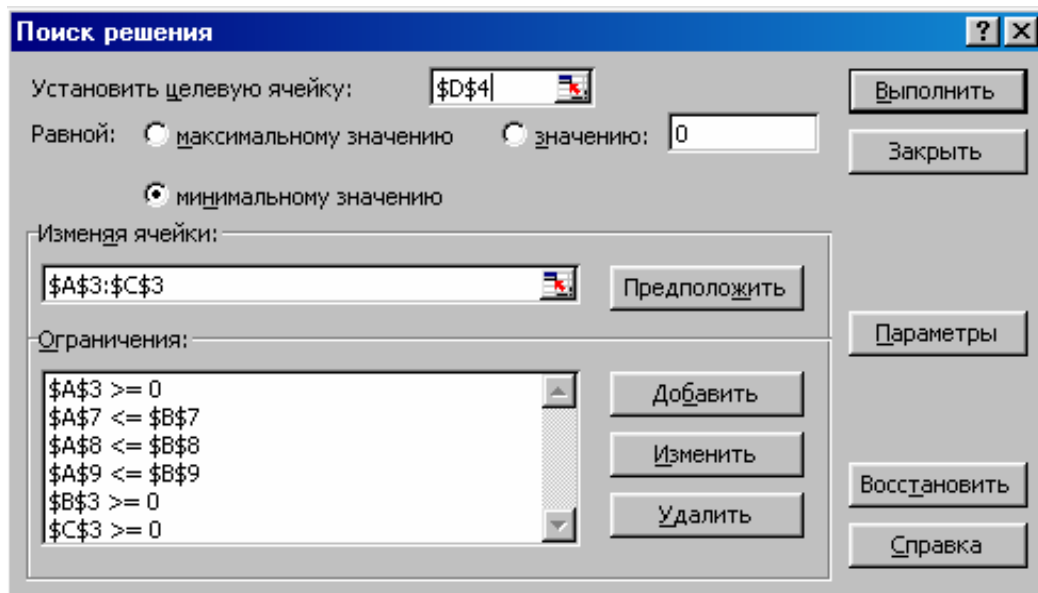 Поиск решения
Установить целевую ячейку: $D$4
Выполнить
Равной: максимальному значению значению: 0
Закрыть
минимальному значению
Изменяя ячейки:
$A$3:$C$3 Предположить
Ограничения:
Параметры
$A$3 >= 0
$A$7 <= $B$7
$A$8 <= $B$8
$A$9 <= $B$9
$B$3 >= 0
$C$3 >= 0
Добавить
Изменить
Удалить
Восстановить
Справка